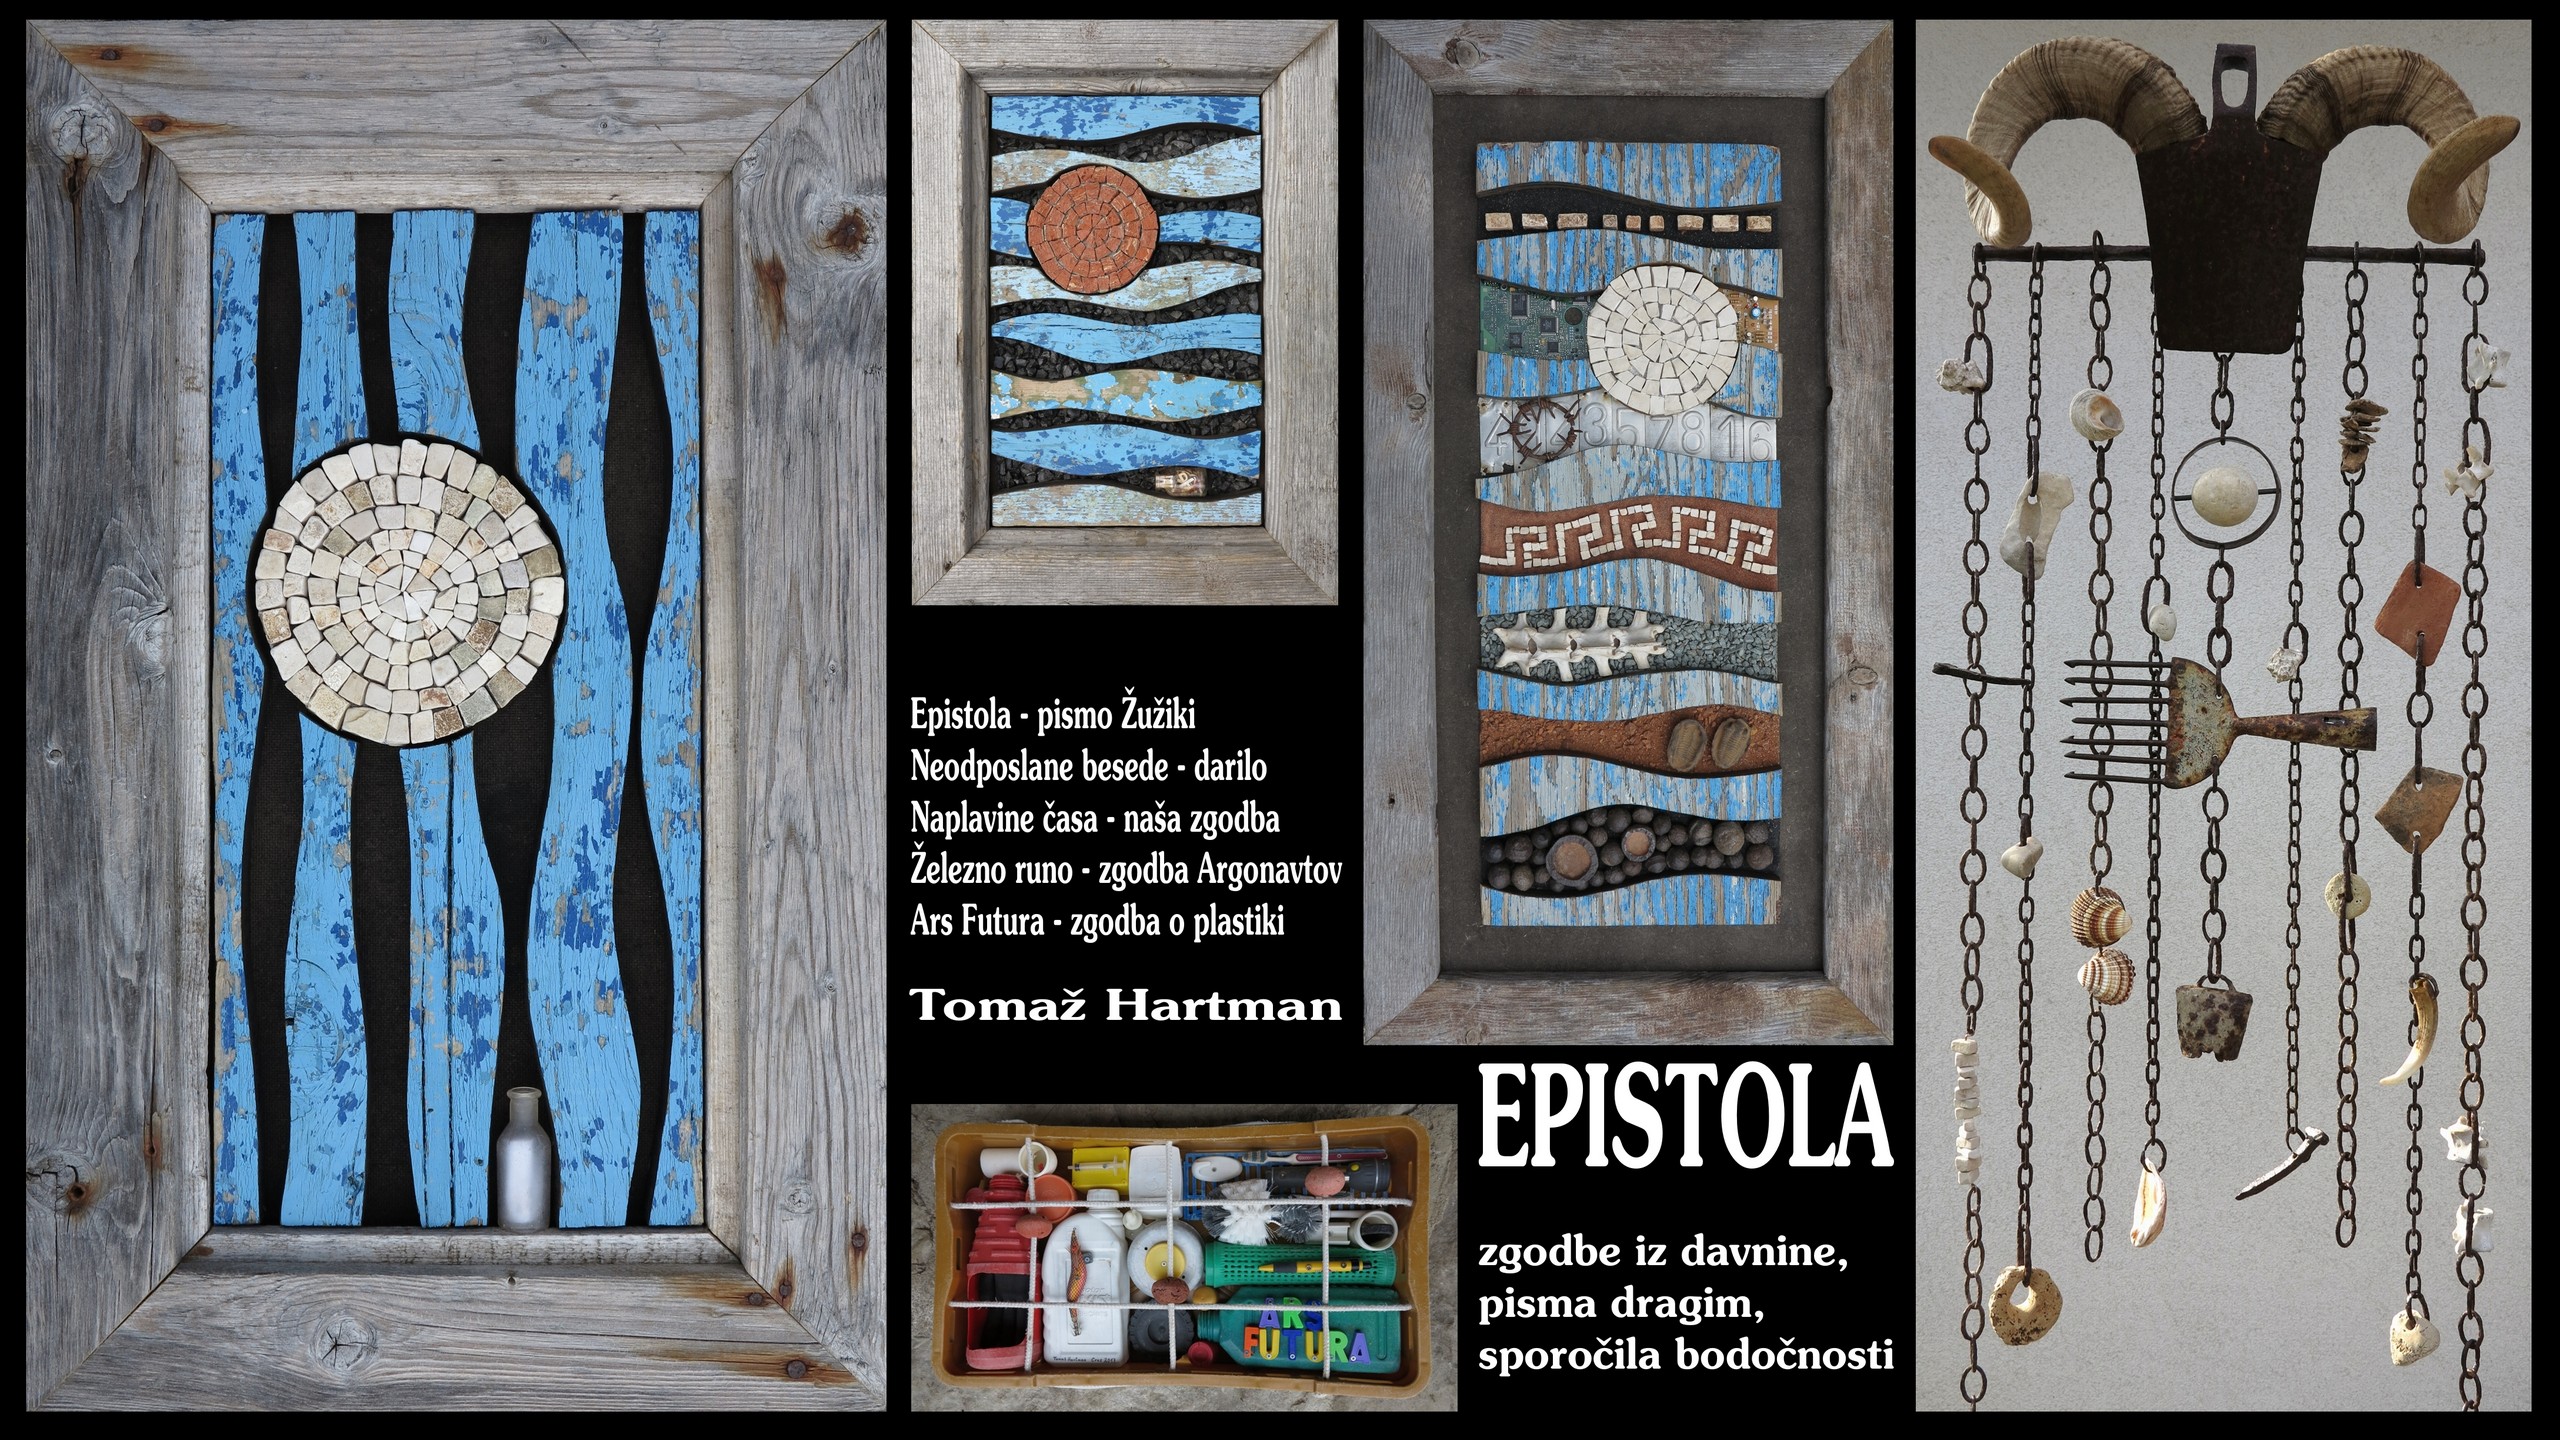 Epistola - pismo Žužiki
Neodposlane besede - darilo
Naplavine časa - naša zgodba
Železno runo - zgodba Argonavtov
Ars Futura - zgodba o plastiki
Tomaž Hartman
EPISTOLA
zgodbe iz davnine,
pisma dragim,
sporočila bodočnosti
ARS
FUTURA